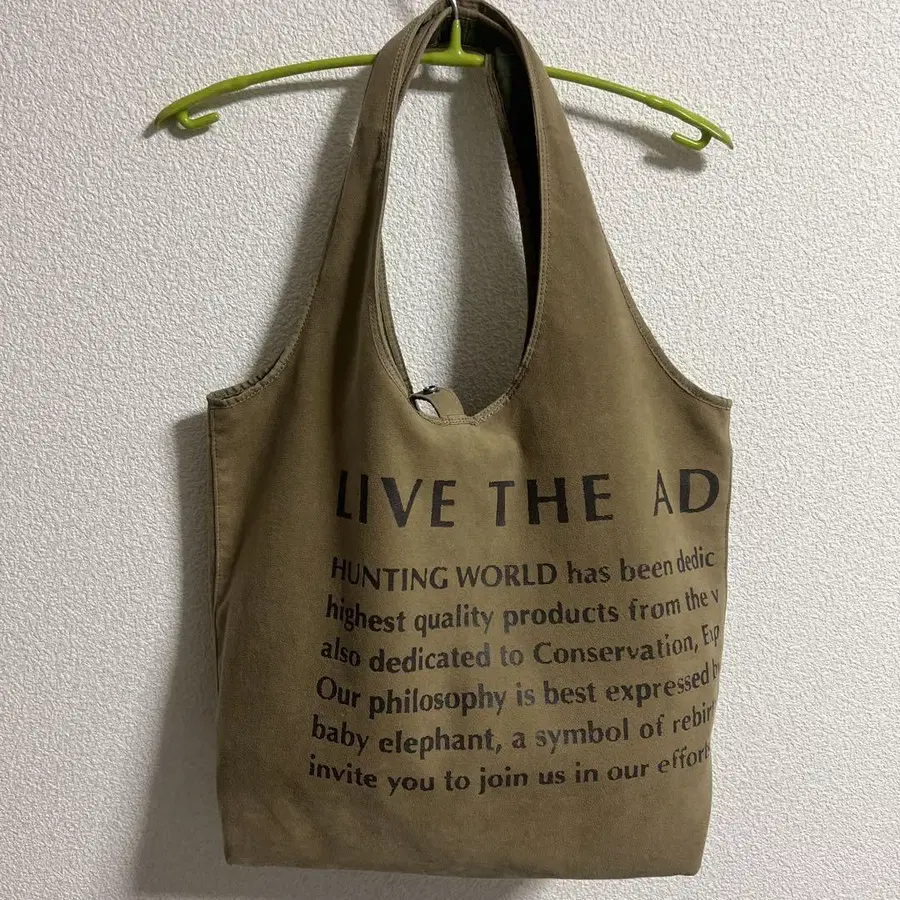 LIVE THE AD
HUNTING WORLD has been dedic
highest quality products from the v
also dedicated to Conservation, Exp
Our philosophy is best expressed b
baby elephant, a symbol of rebir
invite you to join us in our effort